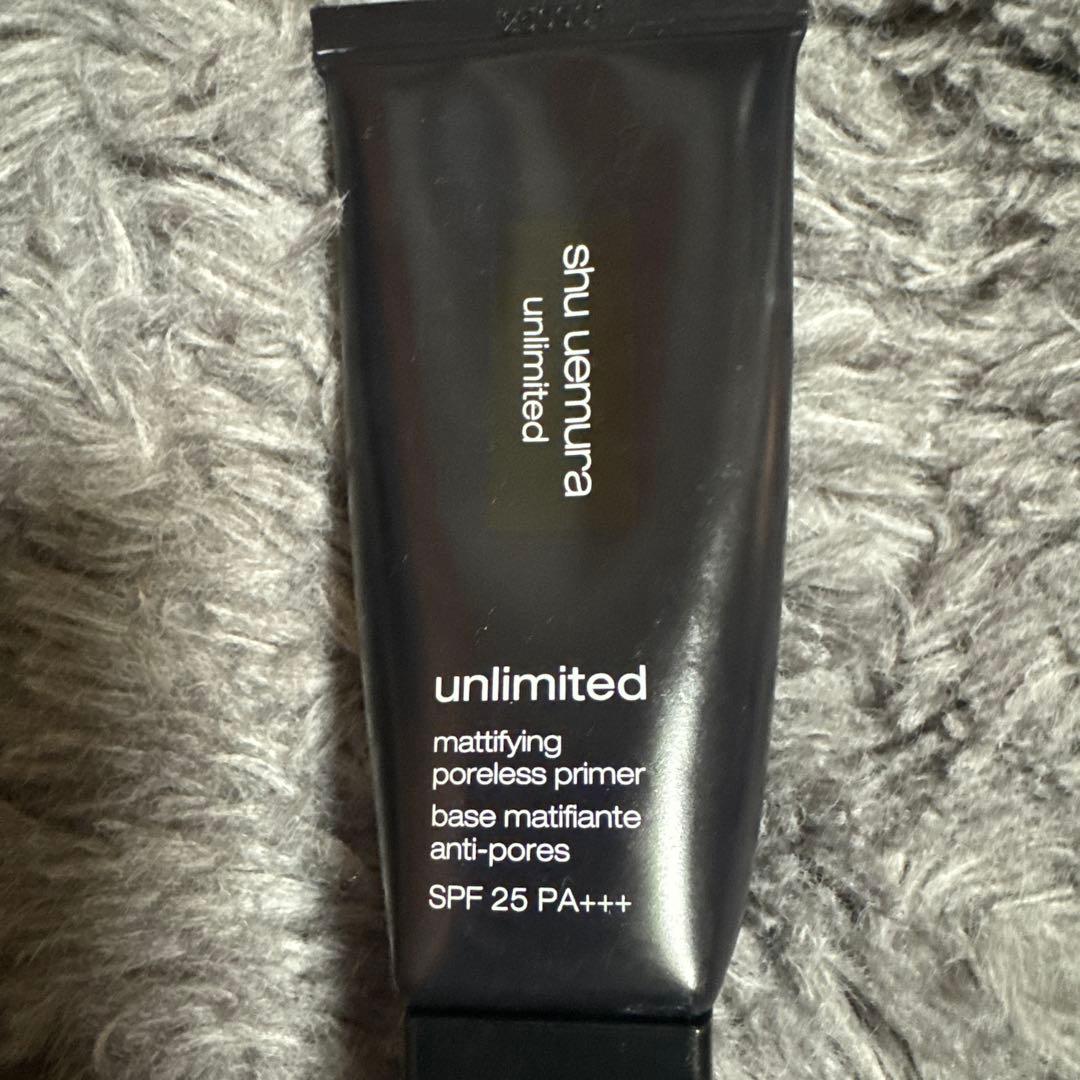 shu uemura
unlimited
unlimited
mattifying
poreless primer
base matifiante
anti-pores
SPF 25 PA+++